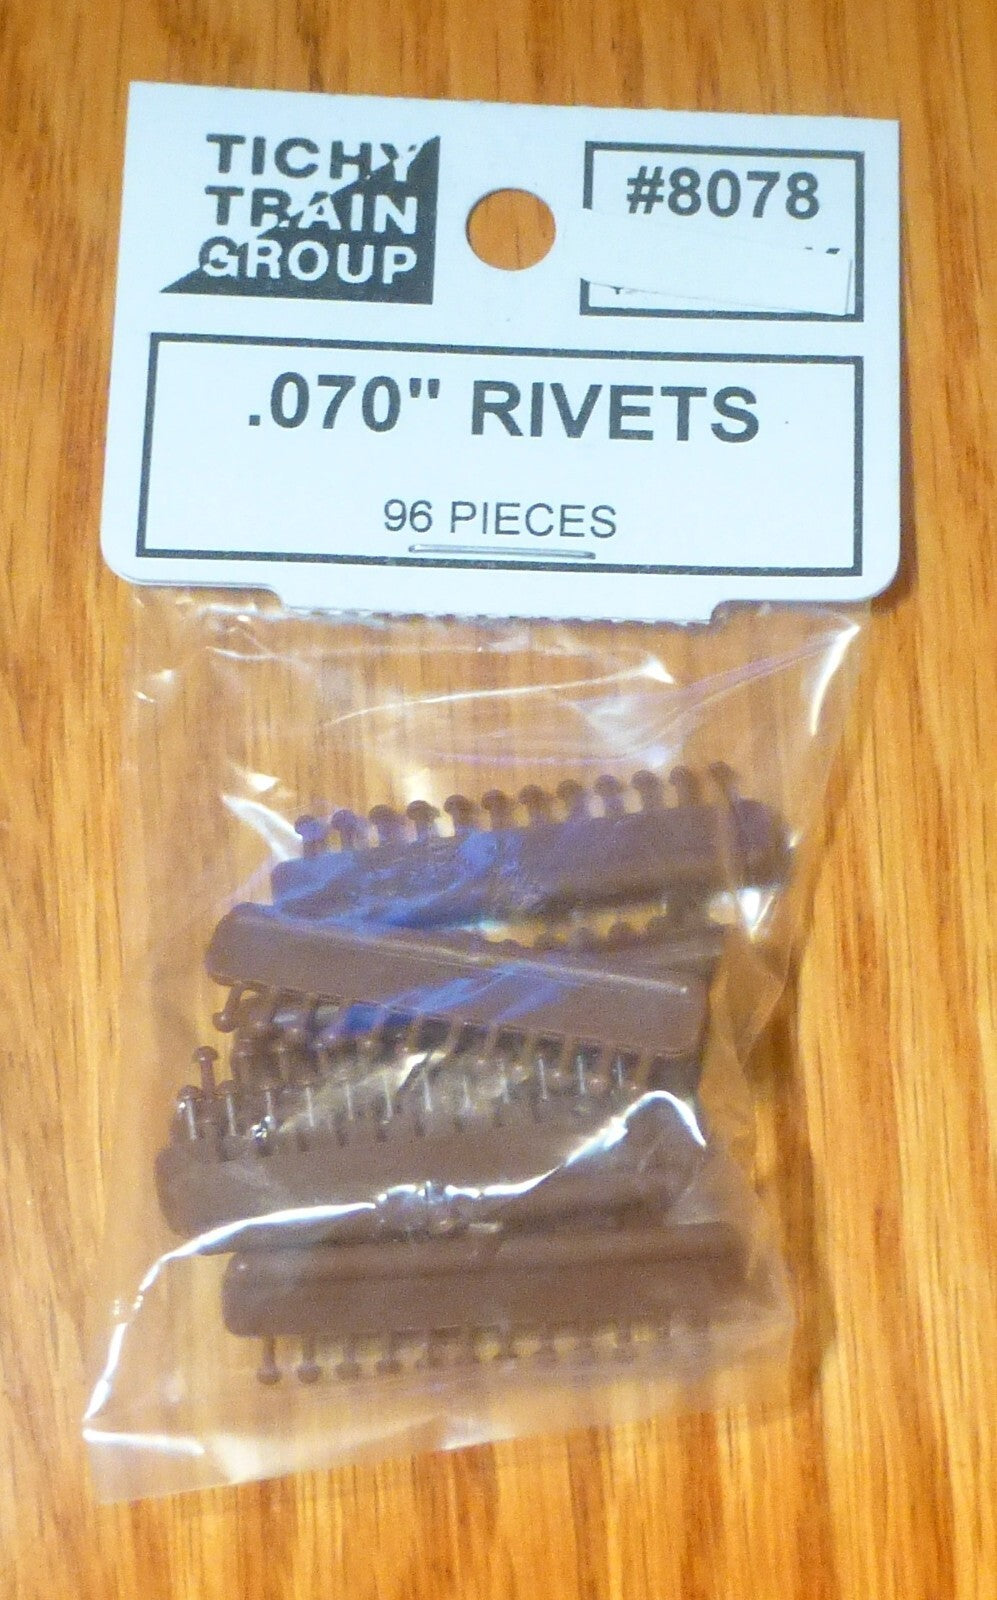 TICHY
TRAIN
GROUP
#8078
.070" RIVETS
96 PIECES